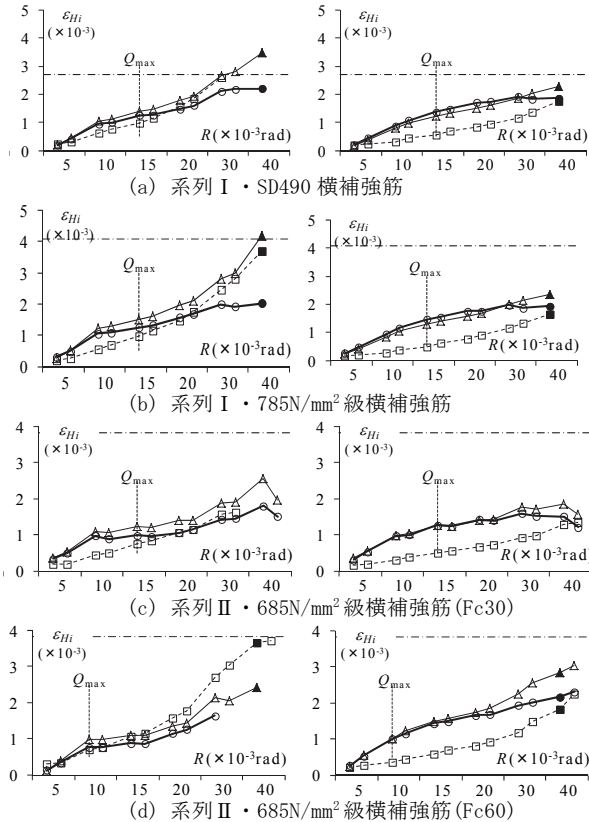 ε_Hi ε_Hi
(×10⁻³) (×10⁻³)
5 5
4 4
3 Q_max 3 Q_max
2 2
1 1
0 R(×10⁻³rad) 0 R(×10⁻³rad)
5 10 15 20 30 40 5 10 15 20 30 40
(a) 系列Ⅰ・SD490 横補強筋
ε_Hi ε_Hi
5 (×10⁻³) 5 (×10⁻³)
4 4
3 Q_max 3 Q_max
2 2
1 1
0 R(×10⁻³rad) 0 R(×10⁻³rad)
5 10 15 20 30 40 5 10 15 20 30 40
(b) 系列Ⅰ・785N/mm²級横補強筋
4 ε_Hi 4 ε_Hi
(×10⁻³) (×10⁻³)
3 Q_max 3 Q_max
2 2
1 1
0 R(×10⁻³rad) 0 R(×10⁻³rad)
5 10 15 20 30 40 5 10 15 20 30 40
(c) 系列Ⅱ・685N/mm²級横補強筋(Fc30)
4 ε_Hi 4 ε_Hi
(×10⁻³) (×10⁻³)
3 Q_max 3 Q_max
2 2
1 1
0 R(×10⁻³rad) 0 R(×10⁻³rad)
5 10 15 20 30 40 5 10 15 20 30 40
(d) 系列Ⅱ・685N/mm²級横補強筋(Fc60)